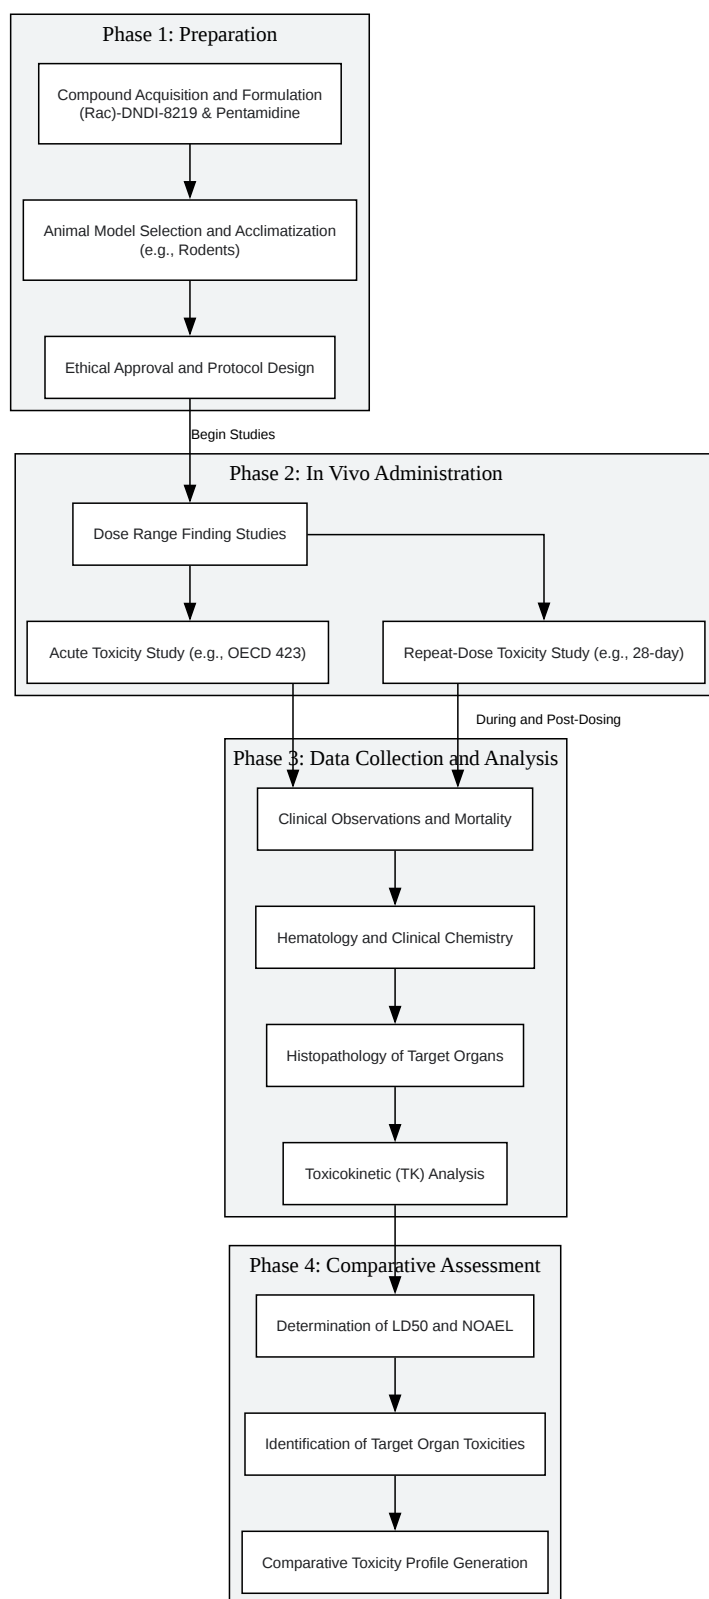 Phase 1: Preparation
Compound Acquisition and Formulation
(Rac)-DNDI-8219 & Pentamidine
Animal Model Selection and Acclimatization
(e.g., Rodents)
Ethical Approval and Protocol Design
Begin Studies
Phase 2: In Vivo Administration
Dose Range Finding Studies
Acute Toxicity Study (e.g., OECD 423)
Repeat-Dose Toxicity Study (e.g., 28-day)
During and Post-Dosing
Phase 3: Data Collection and Analysis
Clinical Observations and Mortality
Hematology and Clinical Chemistry
Histopathology of Target Organs
Toxicokinetic (TK) Analysis
Phase 4: Comparative Assessment
Determination of LD50 and NOAEL
Identification of Target Organ Toxicities
Comparative Toxicity Profile Generation